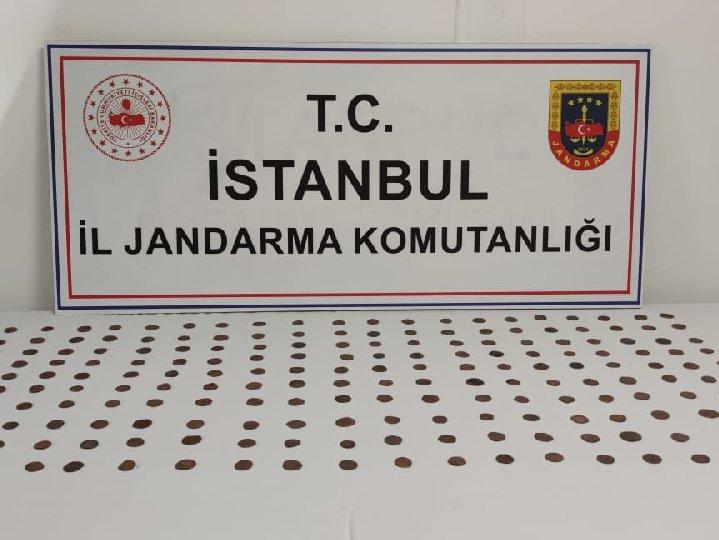 T.C.
İSTANBUL
İL JANDARMA KOMUTANLIĞI
JANDARMA